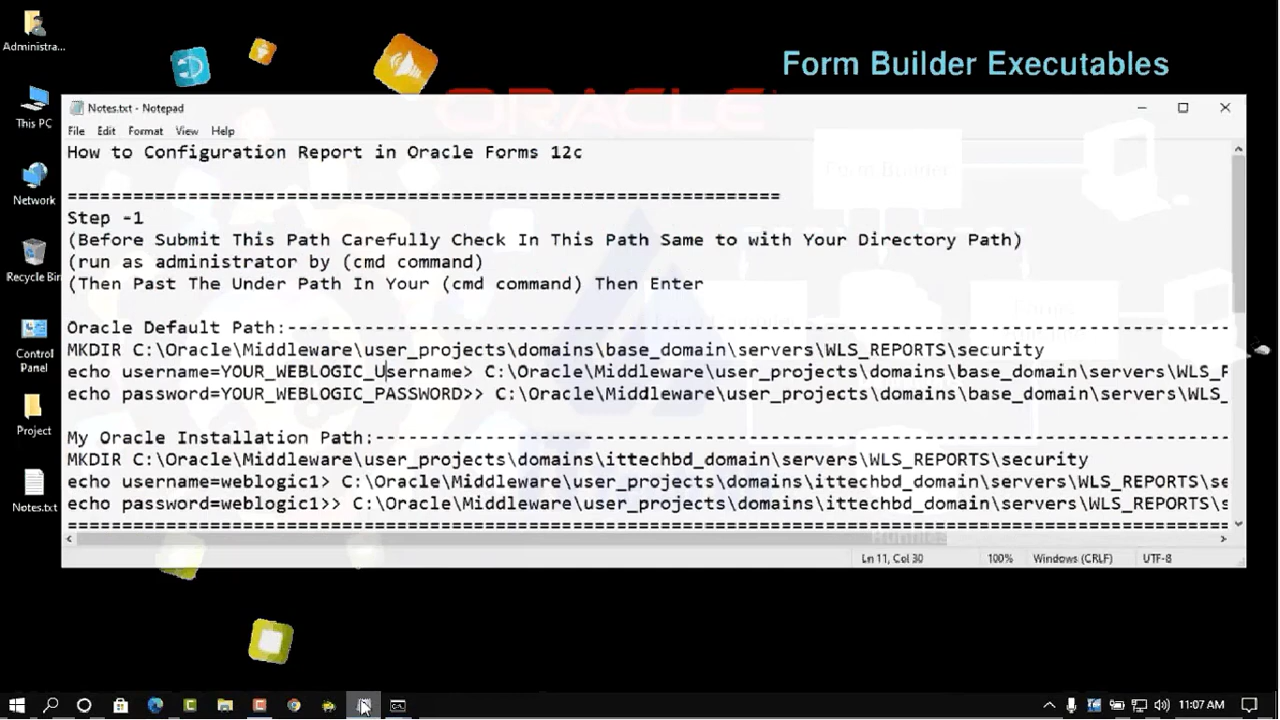 Administra...
This PC
Network
Recycle Bin
Control
Panel
Project
Notes.txt
Form Builder Executables
ORACLE
Notes.txt - Notepad
File Edit Format View Help
How to Configuration Report in Oracle Forms 12c
=================================================================
Step -1
(Before Submit This Path Carefully Check In This Path Same to with Your Directory Path)
(run as administrator by (cmd command)
(Then Past The Under Path In Your (cmd command) Then Enter
Oracle Default Path:--------------------------------------------------------------------------------------
MKDIR C:\Oracle\Middleware\user_projects\domains\base_domain\servers\WLS_REPORTS\security
echo username=YOUR_WEBLOGIC_Username> C:\Oracle\Middleware\user_projects\domains\base_domain\servers\WLS_R
echo password=YOUR_WEBLOGIC_PASSWORD>> C:\Oracle\Middleware\user_projects\domains\base_domain\servers\WLS_
My Oracle Installation Path:------------------------------------------------------------------------------
MKDIR C:\Oracle\Middleware\user_projects\domains\ittechbd_domain\servers\WLS_REPORTS\security
echo username=weblogic1> C:\Oracle\Middleware\user_projects\domains\ittechbd_domain\servers\WLS_REPORTS\se
echo password=weblogic1>> C:\Oracle\Middleware\user_projects\domains\ittechbd_domain\servers\WLS_REPORTS\s
==========================================================================================================
Ln 11, Col 30 100% Windows (CRLF) UTF-8
11:07 AM